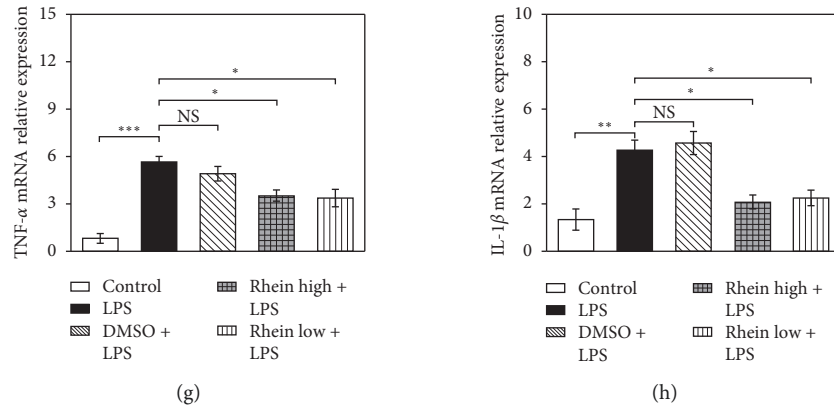 TNF-α mRNA relative expression
15
12
9
6
3
0
***
NS
*
*
Control
LPS
DMSO +
LPS
Rhein high +
LPS
Rhein low +
LPS
(g)
IL-1β mRNA relative expression
10
8
6
4
2
0
**
NS
*
*
Control
LPS
DMSO +
LPS
Rhein high +
LPS
Rhein low +
LPS
(h)